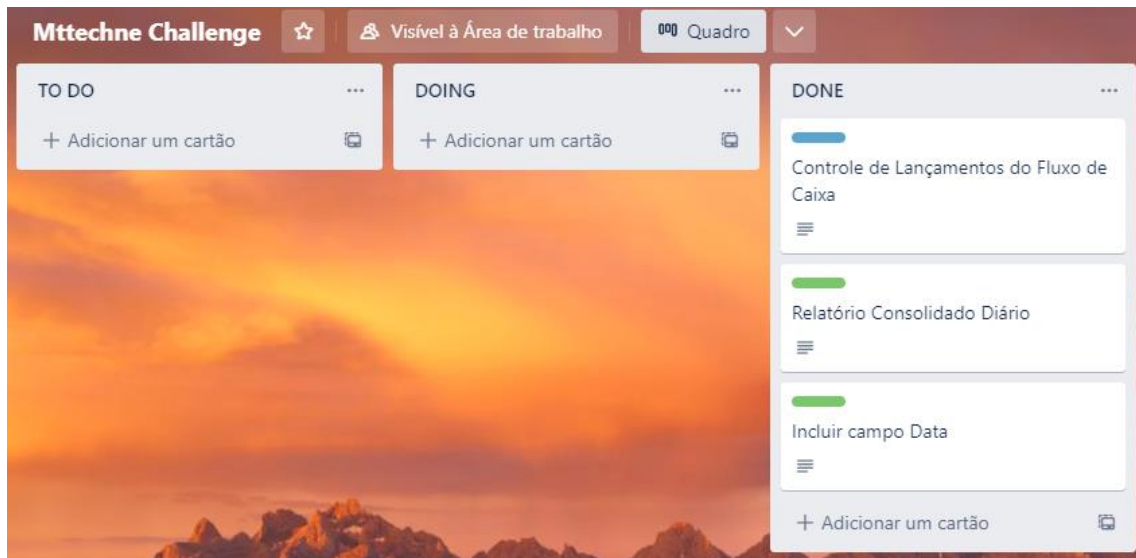 Mttechne Challenge
Visível à Área de trabalho
Quadro
TO DO
Adicionar um cartão
DOING
Adicionar um cartão
DONE
Controle de Lançamentos do Fluxo de
Caixa
Relatório Consolidado Diário
Incluir campo Data
Adicionar um cartão